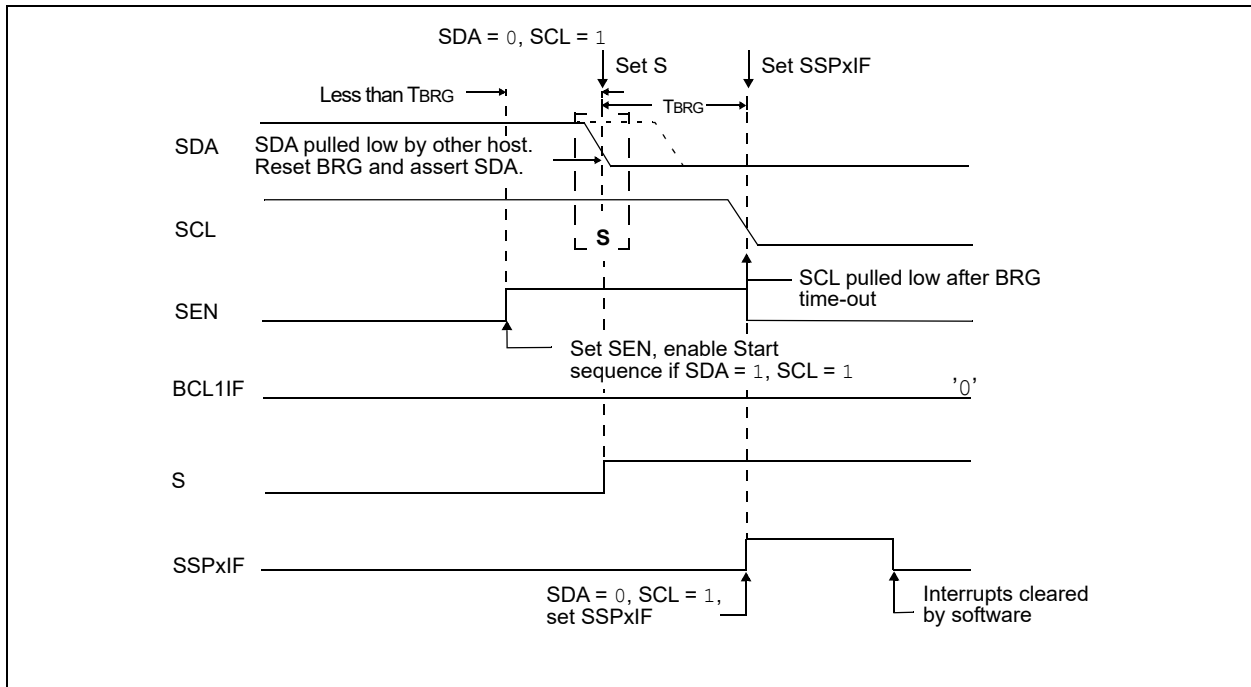 SDA = 0, SCL = 1
Set S
Set SSPxIF
Less than TBRG
TBRG
SDA
SDA pulled low by other host.
Reset BRG and assert SDA.
SCL
S
SCL pulled low after BRG
time-out
SEN
Set SEN, enable Start
sequence if SDA = 1, SCL = 1
BCL1IF
'0'
S
SSPxIF
SDA = 0, SCL = 1,
set SSPxIF
Interrupts cleared
by software